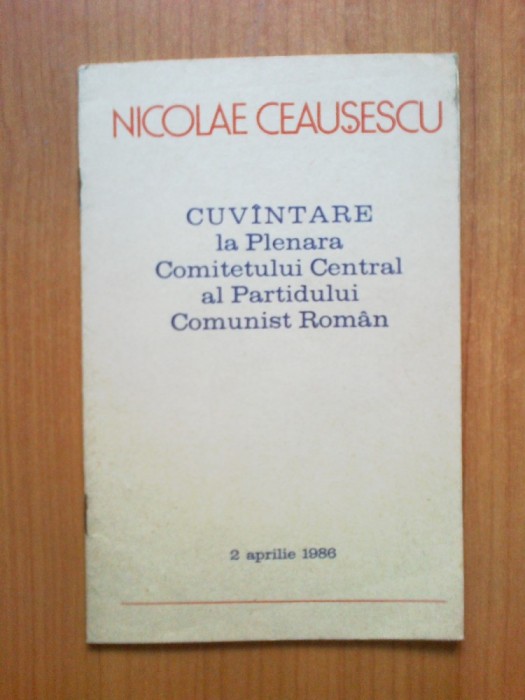 NICOLAE CEAUȘESCU
CUVÎNTARE
la Plenara
Comitetului Central
al Partidului
Comunist Român
2 aprilie 1986